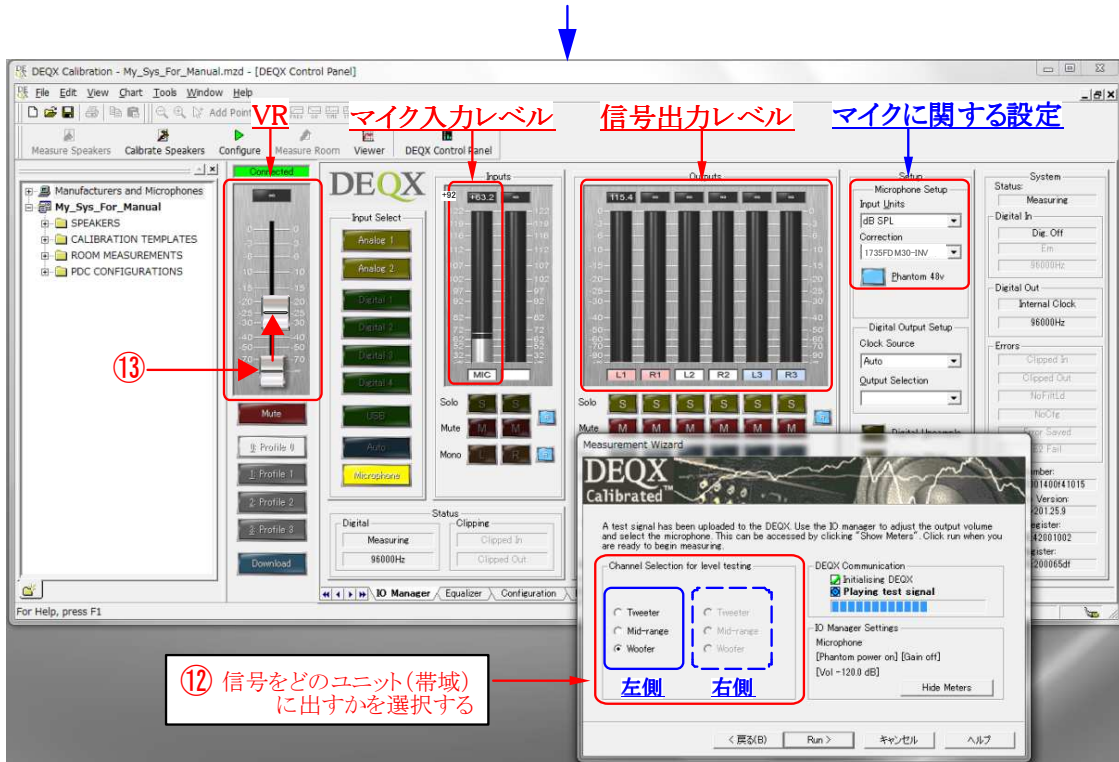 DEQX Calibration - My_Sys_For_Manual.mzd - [DEQX Control Panel]
File Edit View Chart Tools Window Help
Add Poin
VR
マイク入力レベル
信号出力レベル
マイクに関する設定
Measure Speakers Calibrate Speakers Configure Measure Room Viewer DEQX Control Panel
Manufacturers and Microphones
My_Sys_For_Manual
SPEAKERS
CALIBRATION TEMPLATES
ROOM MEASUREMENTS
PDC CONFIGURATIONS
Connected
⑬
Mute
0: Profile 0
1: Profile 1
2: Profile 2
3: Profile 3
Download
DEQX
Input Select
Analog 1
Analog 2
Digital 1
Digital 2
Digital 3
Digital 4
USB
Auto
Microphone
Inputs
+92 +63.2
MIC
Solo S S
Mute M M
Mono L R
Outputs
115.4
L1 R1 L2 R2 L3 R3
Solo S S S S S S
Mute M M M M M M
Setup
Microphone Setup
Input Units
dB SPL
Correction
1735FDM30-INV
Phantom 48v
Digital Output Setup
Clock Source
Auto
Output Selection
System
Status:
Measuring
Digital In
Dig. Off
Em
96000Hz
Digital Out
Internal Clock
96000Hz
Errors
Clipped In
Clipped Out
NoFiltLd
NoCfg
Error Saved
E2 Fail
Status
Digital
Measuring
96000Hz
Clipping
Clipped In
Clipped Out
IO Manager Equalizer Configuration
For Help, press F1
Measurement Wizard
DEQX
Calibrated™
A test signal has been uploaded to the DEQX. Use the IO manager to adjust the output volume
and select the microphone. This can be accessed by clicking "Show Meters". Click run when you
are ready to begin measuring.
Channel Selection for level testing
Tweeter
Mid-range
Woofer
左側
Tweeter
Mid-range
Woofer
右側
DEQX Communication
Initialising DEQX
Playing test signal
IO Manager Settings
Microphone
[Phantom power on] [Gain off]
[Vol -120.0 dB]
Hide Meters
< 戻る(B) Run > キャンセル ヘルプ
⑫ 信号をどのユニット(帯域)
に出すかを選択する